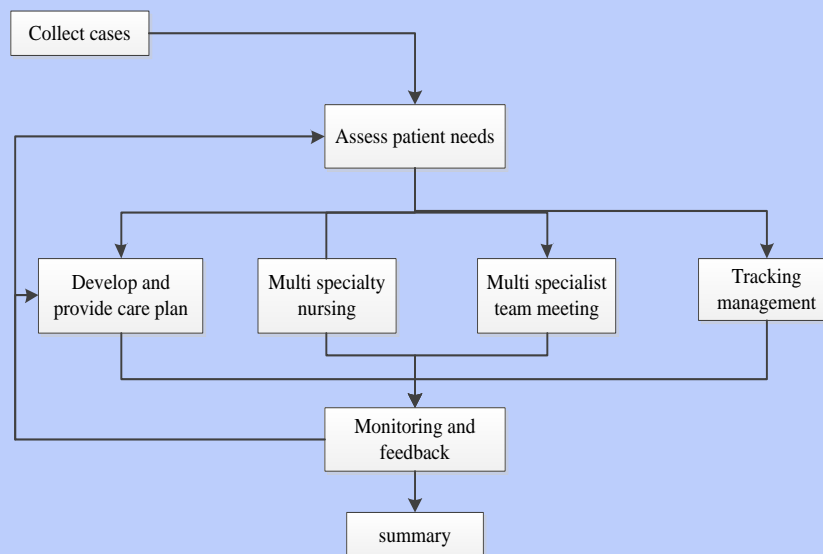 Collect cases
Assess patient needs
Develop and
provide care plan
Multi specialty
nursing
Multi specialist
team meeting
Tracking
management
Monitoring and
feedback
summary